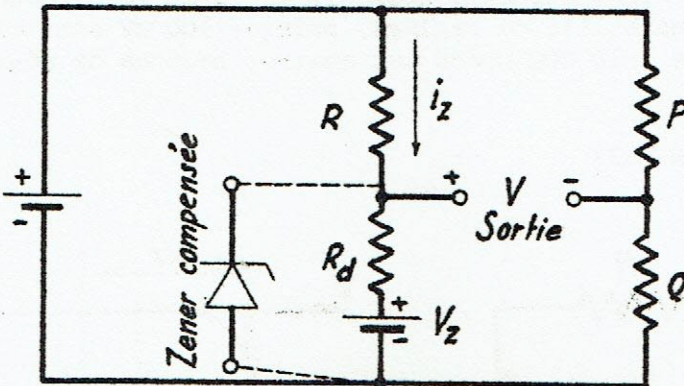 +
-
R
i_z
P
Zener compensée
+
V
-
Sortie
R_d
+
-
V_z
Q